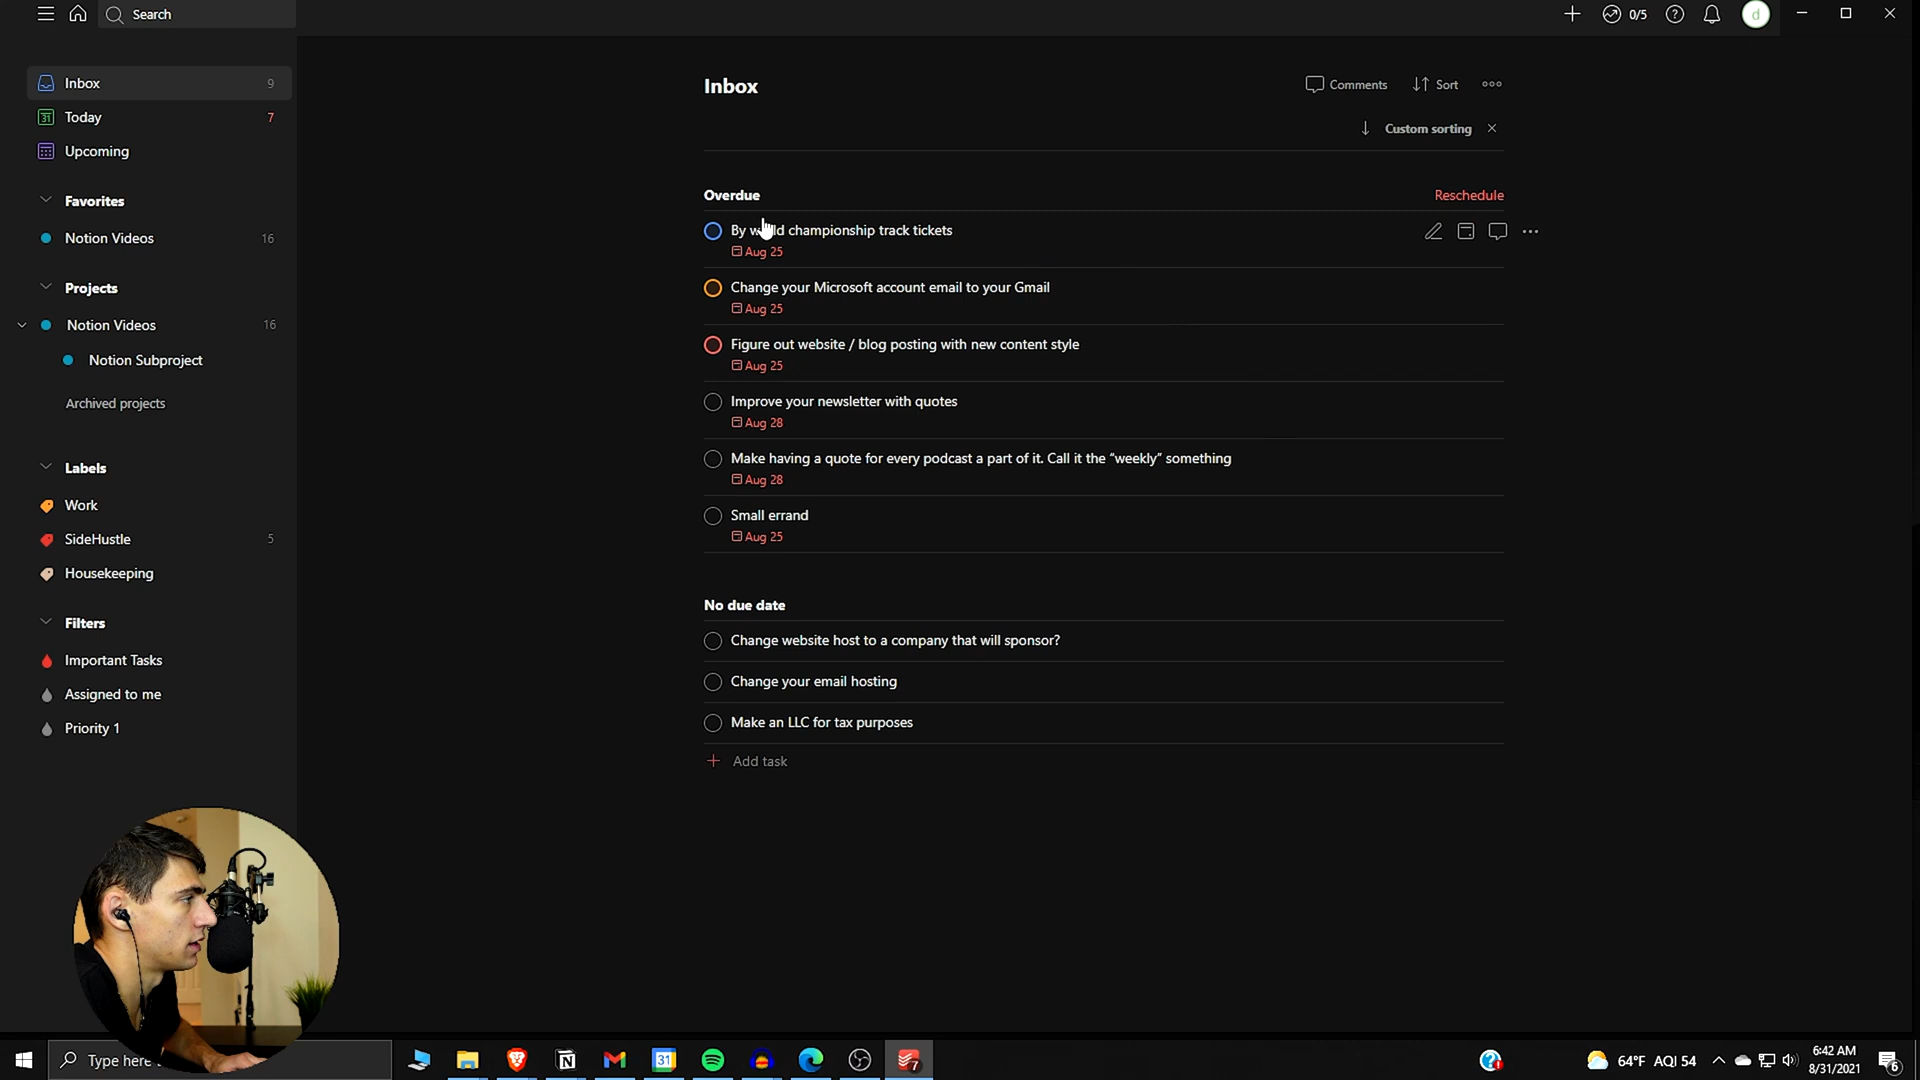 Search
0/5
d
Inbox 9
Today 7
Upcoming
Favorites
Notion Videos 16
Projects
Notion Videos 16
Notion Subproject
Archived projects
Labels
Work
SideHustle 5
Housekeeping
Filters
Important Tasks
Assigned to me
Priority 1
Inbox
Comments
Sort
Custom sorting
Overdue
Reschedule
By world championship track tickets
Aug 25
Change your Microsoft account email to your Gmail
Aug 25
Figure out website / blog posting with new content style
Aug 25
Improve your newsletter with quotes
Aug 28
Make having a quote for every podcast a part of it. Call it the “weekly” something
Aug 28
Small errand
Aug 25
No due date
Change website host to a company that will sponsor?
Change your email hosting
Make an LLC for tax purposes
Add task
Type here
31
7
64°F AQI 54
6:42 AM
8/31/2021
6